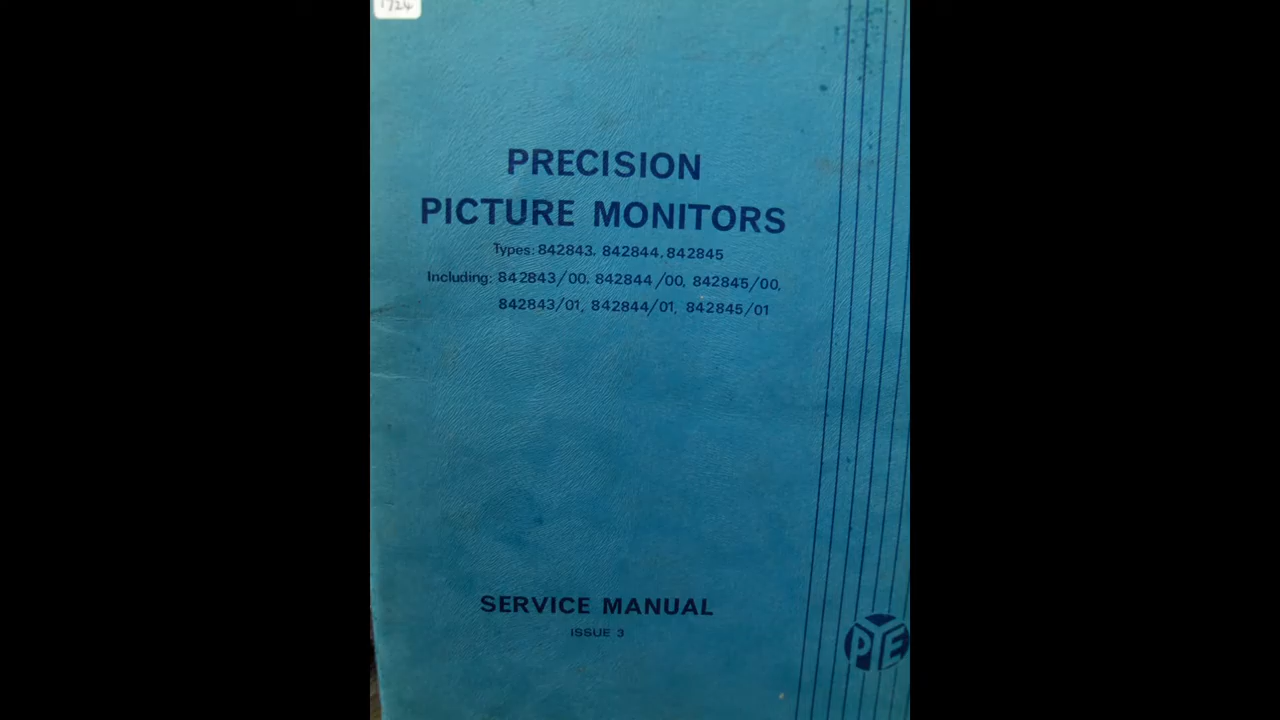 1724
PRECISION
PICTURE MONITORS
Types: 842843, 842844, 842845
Including: 842843/00, 842844/00, 842845/00,
842843/01, 842844/01, 842845/01
SERVICE MANUAL
ISSUE 3
PYE